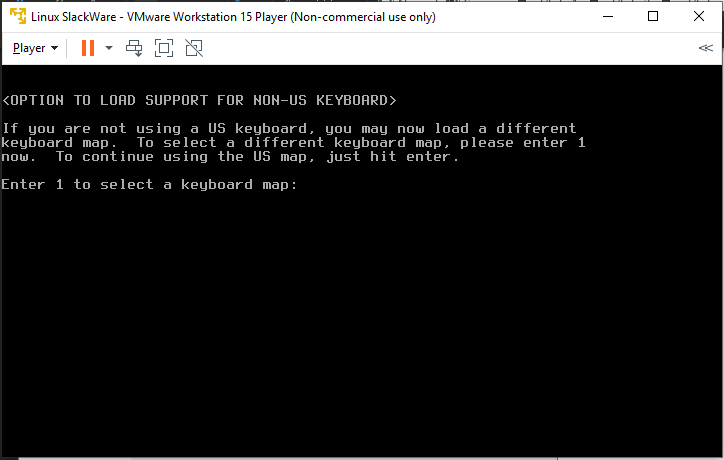 Linux SlackWare - VMware Workstation 15 Player (Non-commercial use only)
Player
<OPTION TO LOAD SUPPORT FOR NON-US KEYBOARD>
If you are not using a US keyboard, you may now load a different
keyboard map.  To select a different keyboard map, please enter 1
now.  To continue using the US map, just hit enter.
Enter 1 to select a keyboard map: